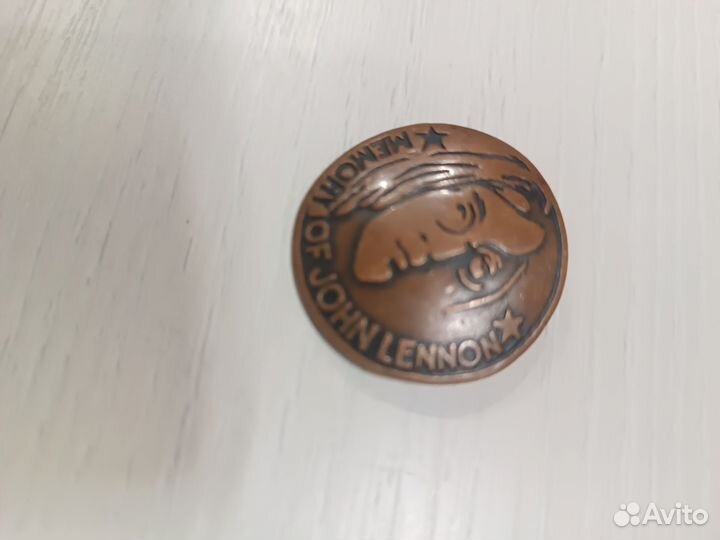 MEMORY OF JOHN LENNON
Avito